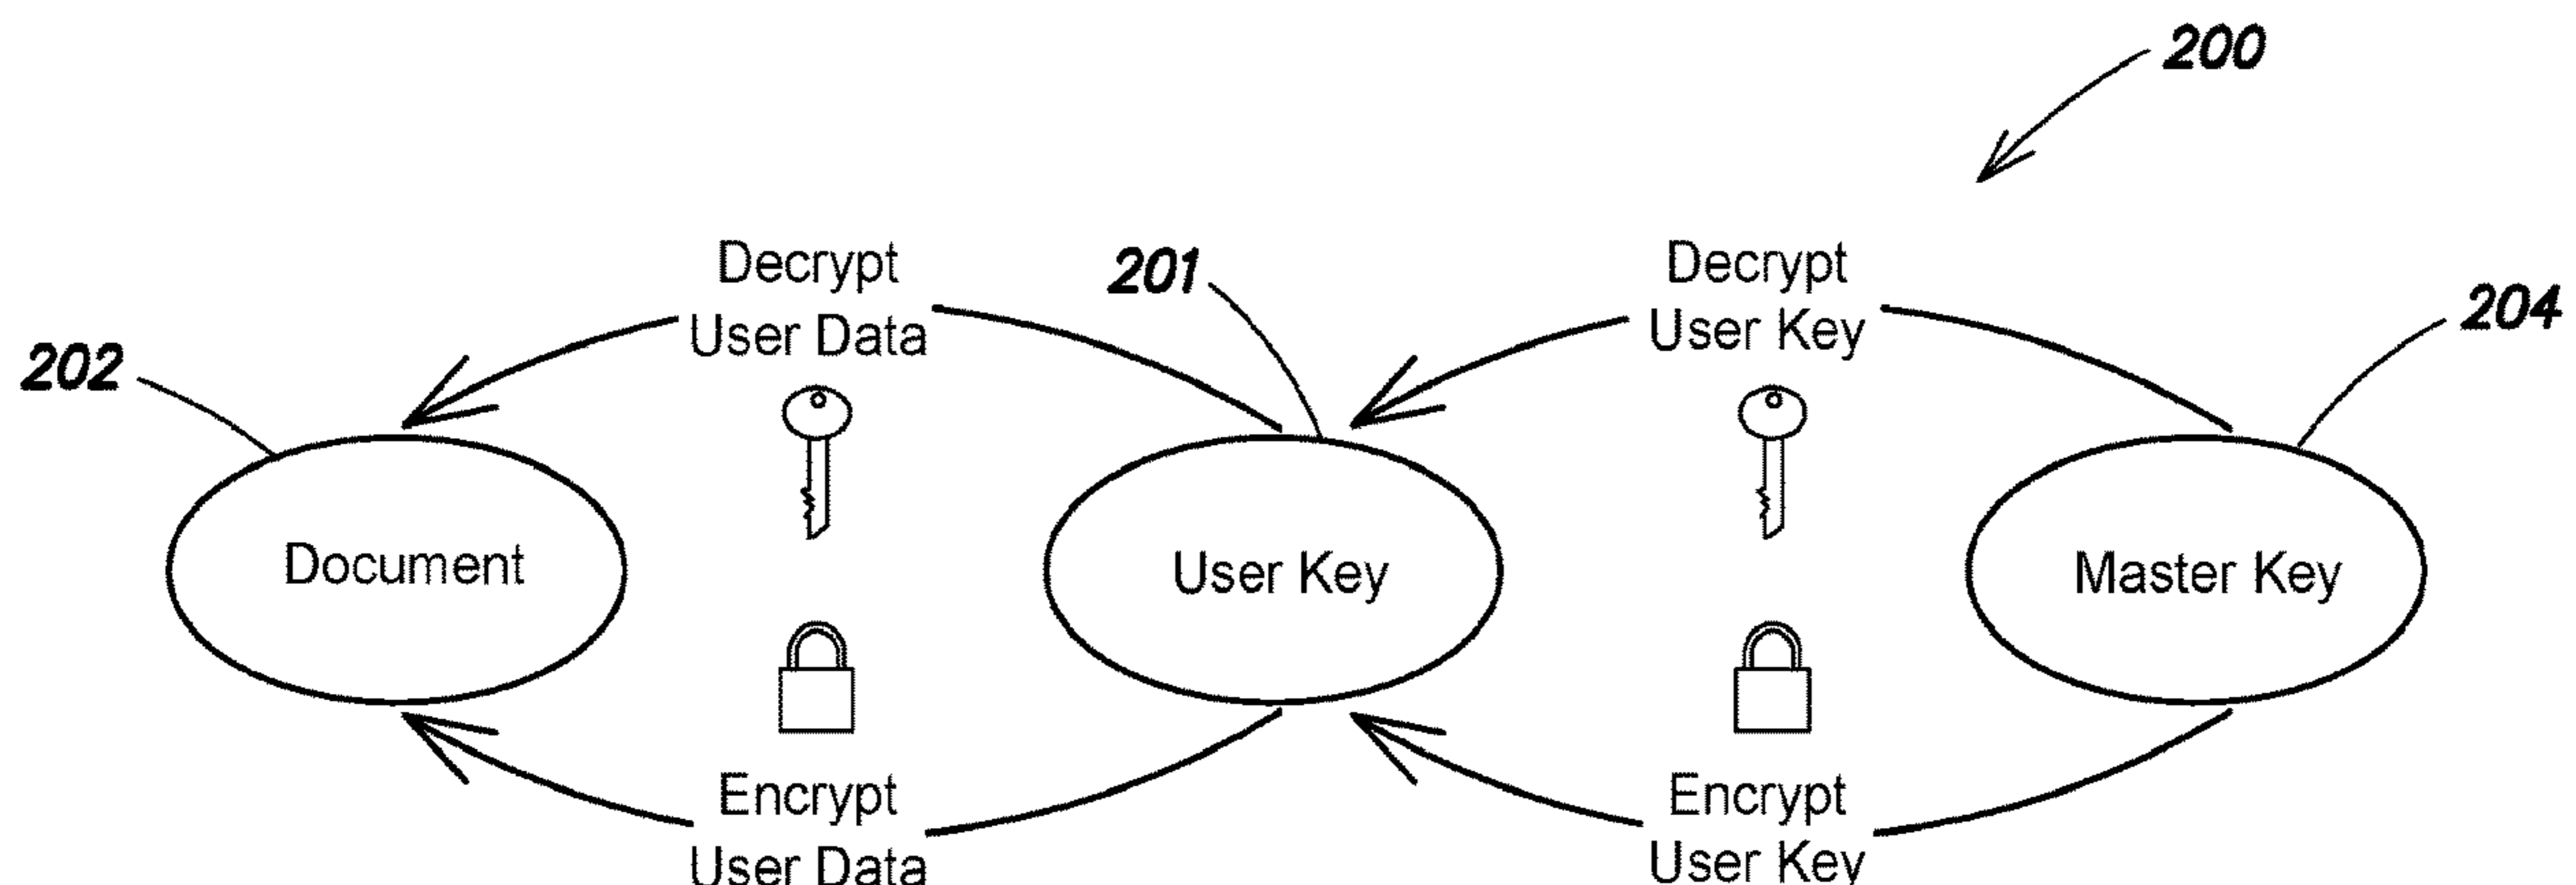 200
Decrypt
User Data
201
Decrypt
User Key
204
202
Document
User Key
Master Key
Encrypt
User Data
Encrypt
User Key